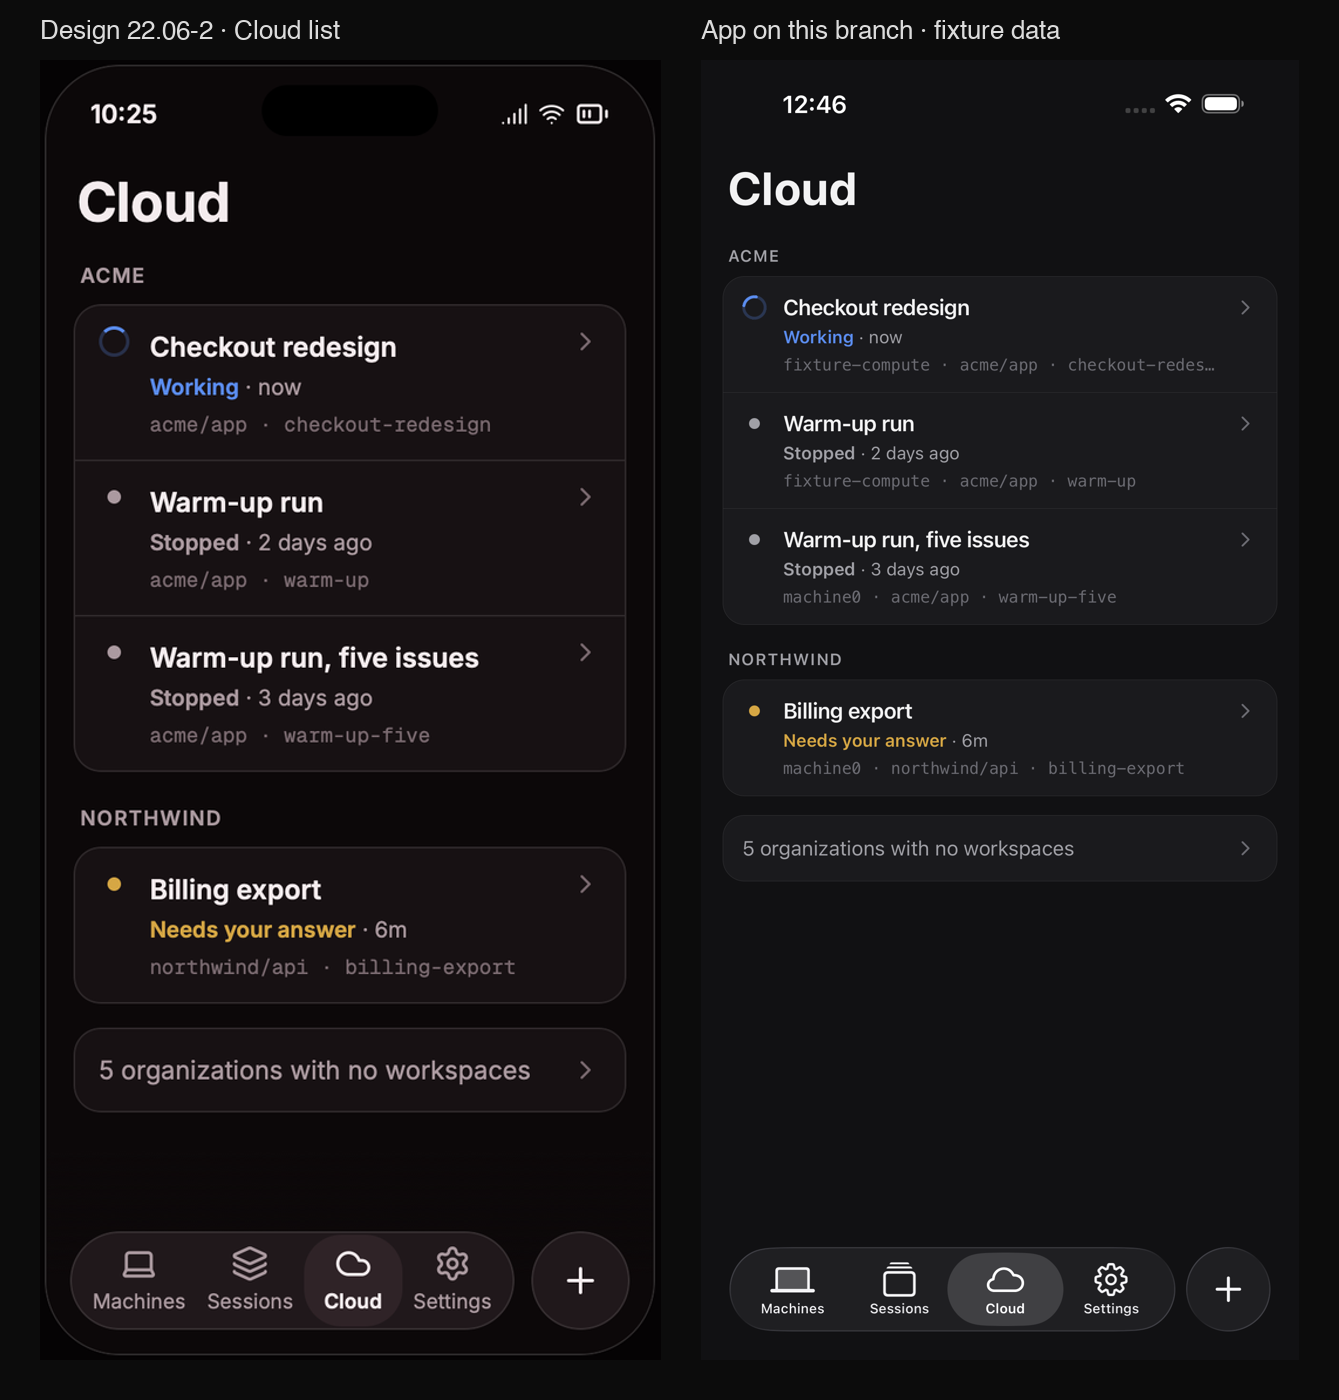 Design 22.06-2 · Cloud list
10:25
Cloud
ACME
Checkout redesign
Working · now
acme/app · checkout-redesign
Warm-up run
Stopped · 2 days ago
acme/app · warm-up
Warm-up run, five issues
Stopped · 3 days ago
acme/app · warm-up-five
NORTHWIND
Billing export
Needs your answer · 6m
northwind/api · billing-export
5 organizations with no workspaces
Machines
Sessions
Cloud
Settings
App on this branch · fixture data
12:46
Cloud
ACME
Checkout redesign
Working · now
fixture-compute · acme/app · checkout-redes…
Warm-up run
Stopped · 2 days ago
fixture-compute · acme/app · warm-up
Warm-up run, five issues
Stopped · 3 days ago
machine0 · acme/app · warm-up-five
NORTHWIND
Billing export
Needs your answer · 6m
machine0 · northwind/api · billing-export
5 organizations with no workspaces
Machines
Sessions
Cloud
Settings